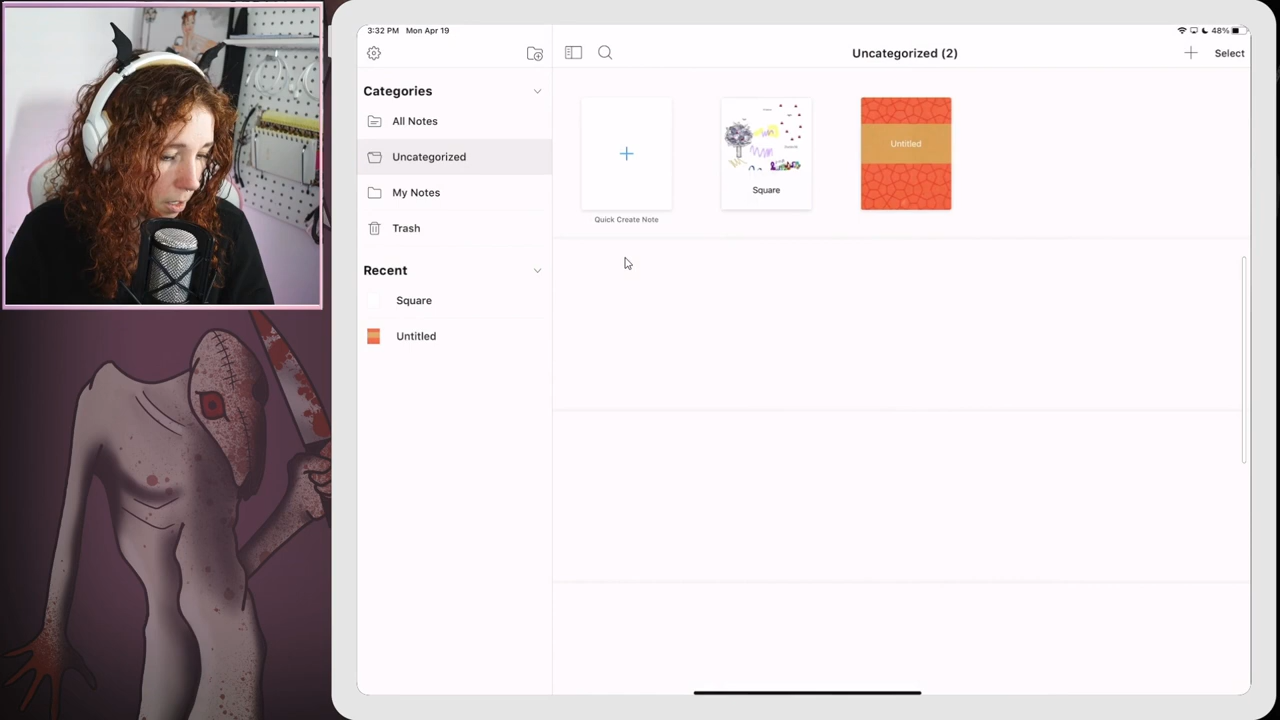 3:32 PM Mon Apr 19
48%
Uncategorized (2)
Select
Categories
All Notes
Uncategorized
My Notes
Trash
Recent
Square
Untitled
Square
Untitled
Quick Create Note